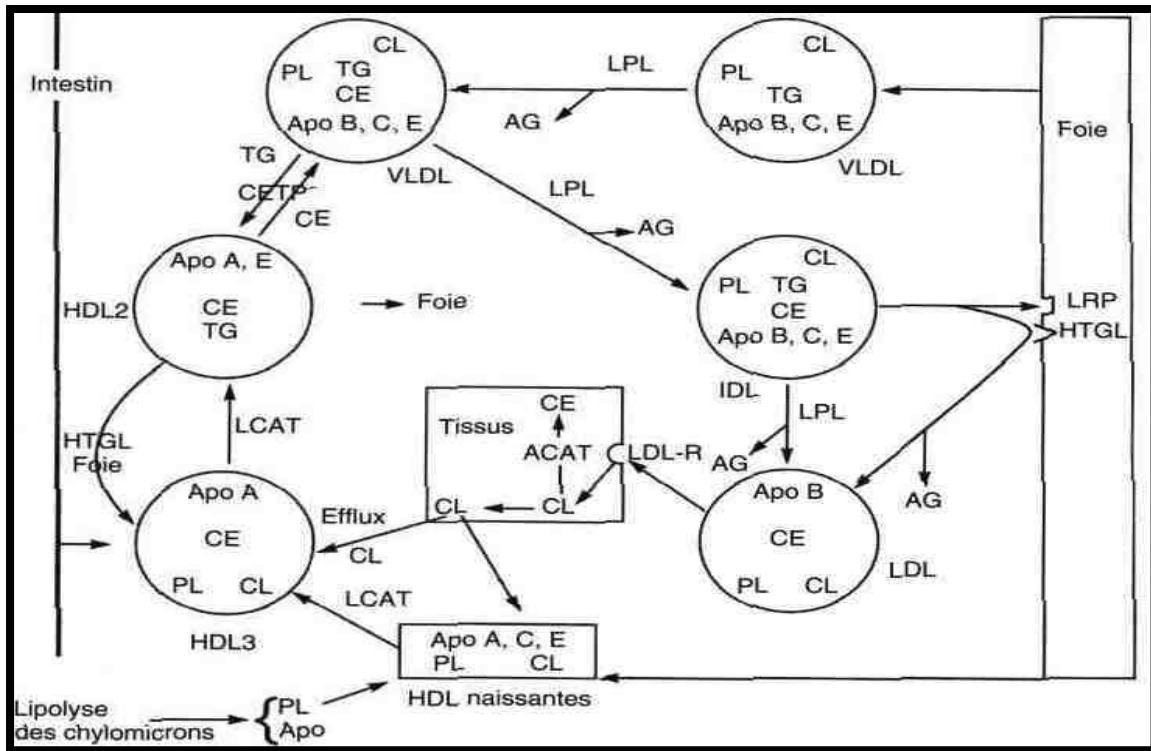 Intestin
CL
PL TG
CE
Apo B, C, E
VLDL
LPL
AG
CL
PL
TG
Apo B, C, E
VLDL
Foie
TG
CETP
CE
LPL
AG
Apo A, E
CE
TG
HDL2
Foie
CL
PL TG
CE
Apo B, C, E
IDL
LRP
HTGL
LCAT
HTGL
Foie
Tissus
CE
ACAT
CL
CL
LDL-R
LPL
AG
AG
Apo A
CE
PL CL
HDL3
Efflux
CL
LCAT
Apo B
CE
PL CL
LDL
Apo A, C, E
PL CL
HDL naissantes
Lipolyse
des chylomicrons
PL
Apo